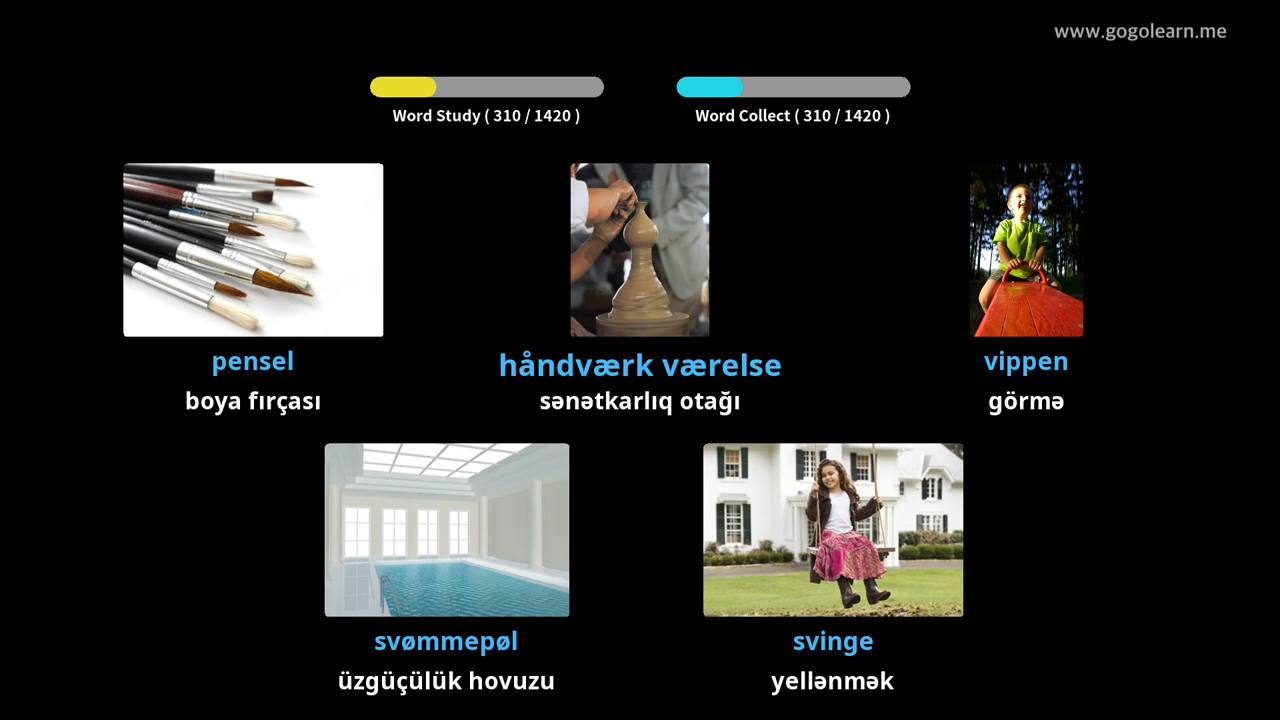 www.gogolearn.me
Word Study ( 310 / 1420 )
Word Collect ( 310 / 1420 )
pensel
boya fırçası
håndværk værelse
sənətkarlıq otağı
vippen
görmə
svømmepøl
üzgüçülük hovuzu
svinge
yellənmək